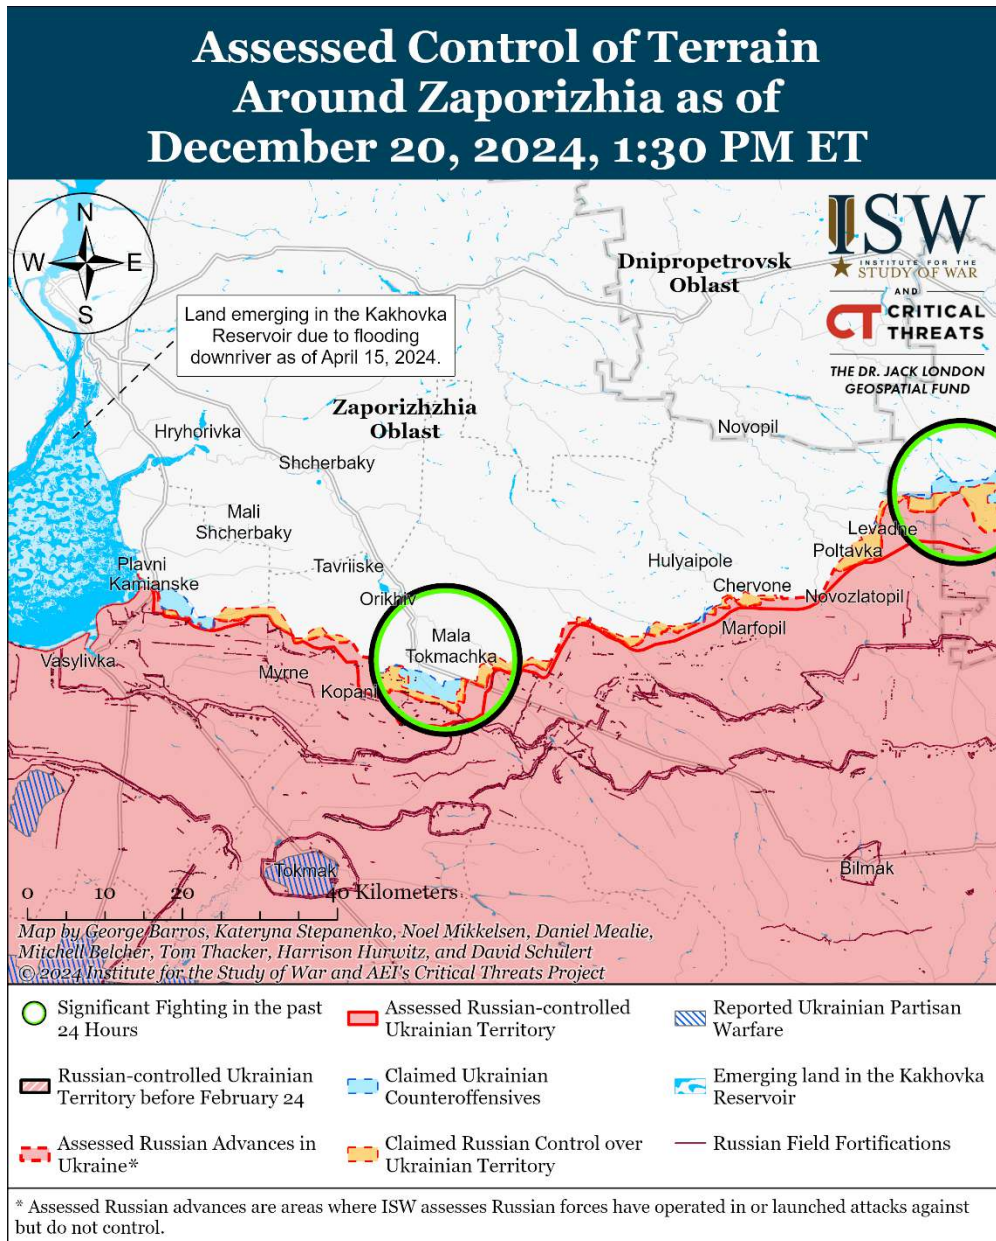 Assessed Control of Terrain
Around Zaporizhia as of
December 20, 2024, 1:30 PM ET
N
W E
S
ISW
INSTITUTE FOR THE
STUDY OF WAR
AND
CT CRITICAL
THREATS
THE DR. JACK LONDON
GEOSPATIAL FUND
Dnipropetrovsk
Oblast
Land emerging in the Kakhovka
Reservoir due to flooding
downriver as of April 15, 2024.
Zaporizhzhia
Oblast
Hryhorivka
Novopil
Shcherbaky
Mali
Shcherbaky
Levadne
Poltavka
Plavni
Kamianske
Tavriiske
Hulyaipole
Orikhiv
Chervone
Novozlatopil
Mala
Tokmachka
Marfopil
Vasylivka
Myrne
Kopani
Tokmak
Bilmak
0 10 20 40 Kilometers
Map by George Barros, Kateryna Stepanenko, Noel Mikkelsen, Daniel Mealie,
Mitchell Belcher, Tom Thacker, Harrison Hurwitz, and David Schulert
© 2024 Institute for the Study of War and AEI's Critical Threats Project
Significant Fighting in the past
24 Hours
Assessed Russian-controlled
Ukrainian Territory
Reported Ukrainian Partisan
Warfare
Russian-controlled Ukrainian
Territory before February 24
Claimed Ukrainian
Counteroffensives
Emerging land in the Kakhovka
Reservoir
Assessed Russian Advances in
Ukraine*
Claimed Russian Control over
Ukrainian Territory
Russian Field Fortifications
* Assessed Russian advances are areas where ISW assesses Russian forces have operated in or launched attacks against
but do not control.